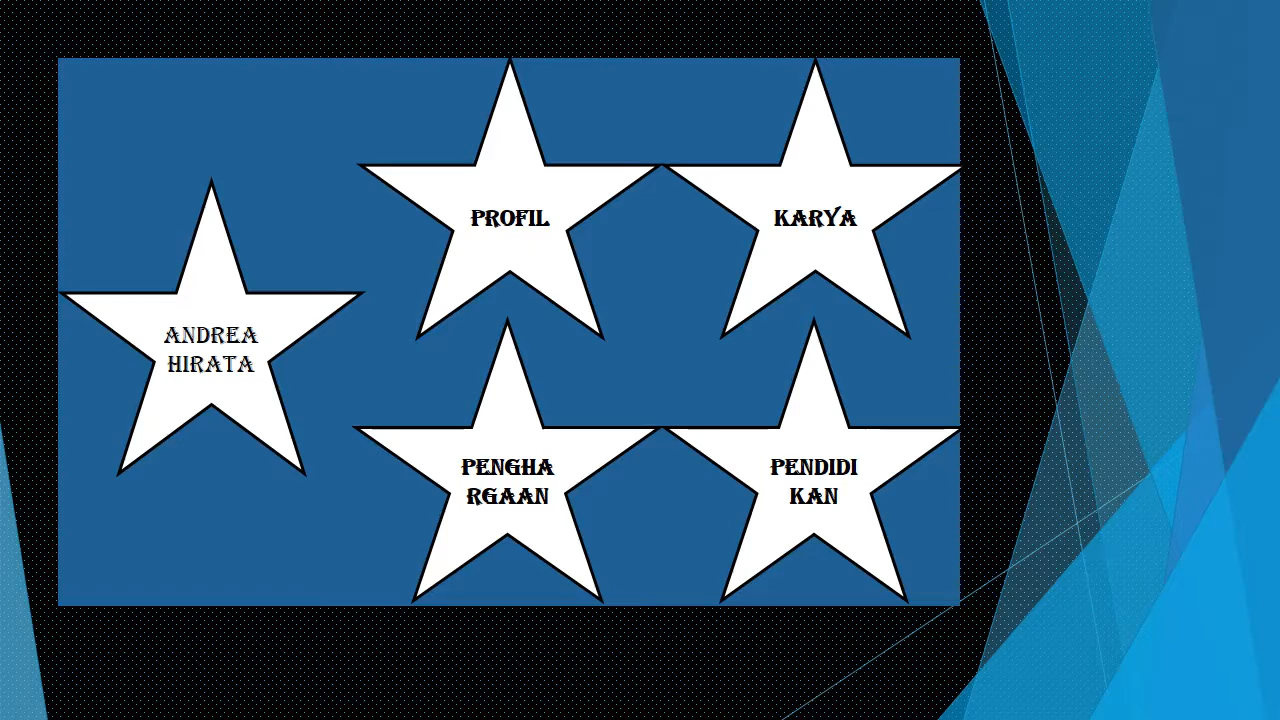 ANDREA
HIRATA
PROFIL
KARYA
PENGHA
RGAAN
PENDIDI
KAN